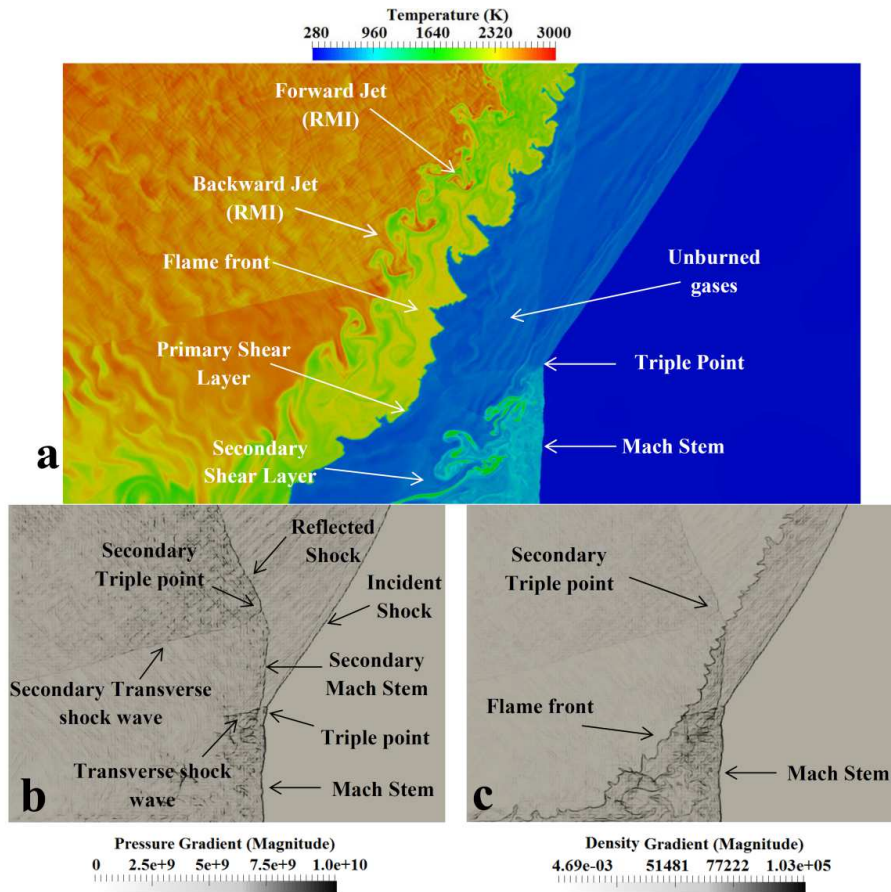 Temperature (K)
280 960 1640 2320 3000
Forward Jet
(RMI)
Backward Jet
(RMI)
Flame front
Unburned
gases
Primary Shear
Layer
Triple Point
Secondary
Shear Layer
Mach Stem
a
Secondary
Triple point
Reflected
Shock
Incident
Shock
Secondary
Mach Stem
Secondary Transverse
shock wave
Triple point
Transverse shock
wave
Mach Stem
b
Secondary
Triple point
Flame front
Mach Stem
c
Pressure Gradient (Magnitude)
0 2.5e+9 5e+9 7.5e+9 1.0e+10
Density Gradient (Magnitude)
4.69e-03 51481 77222 1.03e+05